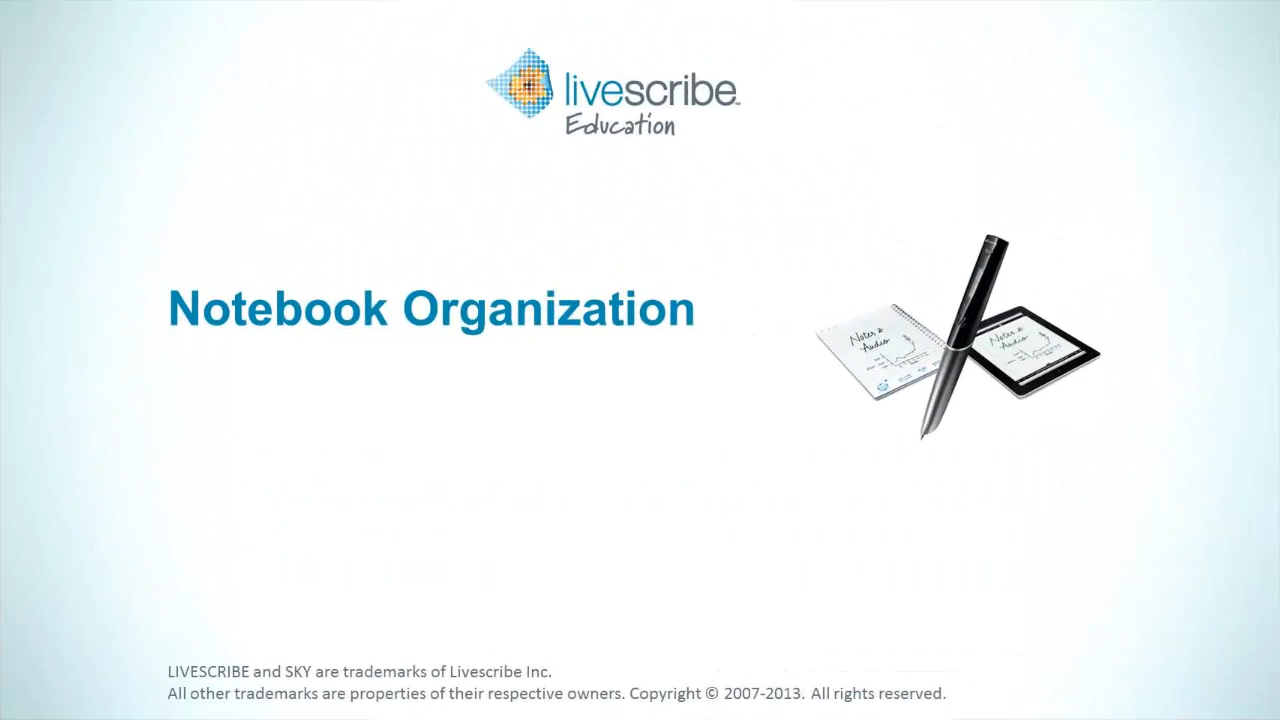 livescribe™
Education
Notebook Organization
Notes &
Audio
Notes &
Audio
LIVESCRIBE and SKY are trademarks of Livescribe Inc.
All other trademarks are properties of their respective owners. Copyright © 2007-2013. All rights reserved.